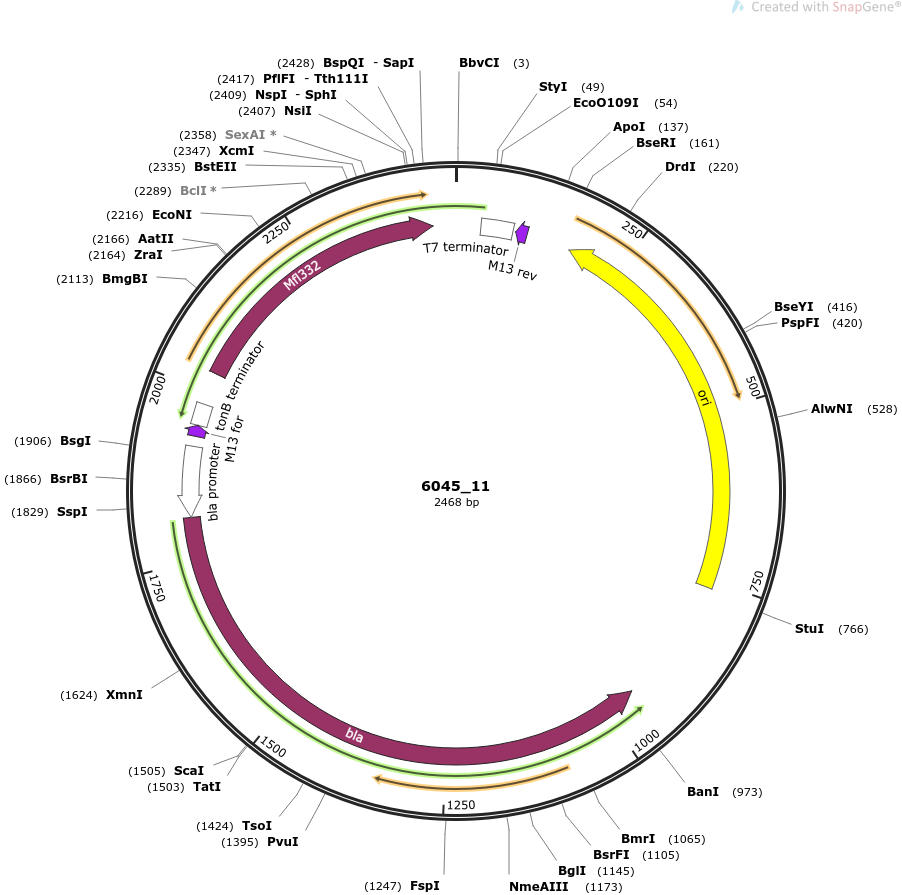 Created with SnapGene®
(2428) BspQI - SapI
BbvCI (3)
(2417) PflFI - Tth111I
StyI (49)
(2409) NspI - SphI
EcoO109I (54)
(2407) NsiI
ApoI (137)
(2358) SexAI *
BseRI (161)
(2347) XcmI
DrdI (220)
(2335) BstEII
(2289) BclI *
(2216) EcoNI
(2166) AatII
(2164) ZraI
(2113) BmgBI
BseYI (416)
PspFI (420)
AlwNI (528)
(1906) BsgI
(1866) BsrBI
(1829) SspI
StuI (766)
(1624) XmnI
(1505) ScaI
(1503) TatI
BanI (973)
(1424) TsoI
(1395) PvuI
BmrI (1065)
BsrFI (1105)
BglI (1145)
(1247) FspI
NmeAIII (1173)
250
500
750
1000
1250
1500
1750
2000
2250
T7 terminator
M13 rev
Mfl332
tonB terminator
M13 for
bla promoter
ori
bla
6045_11
2468 bp